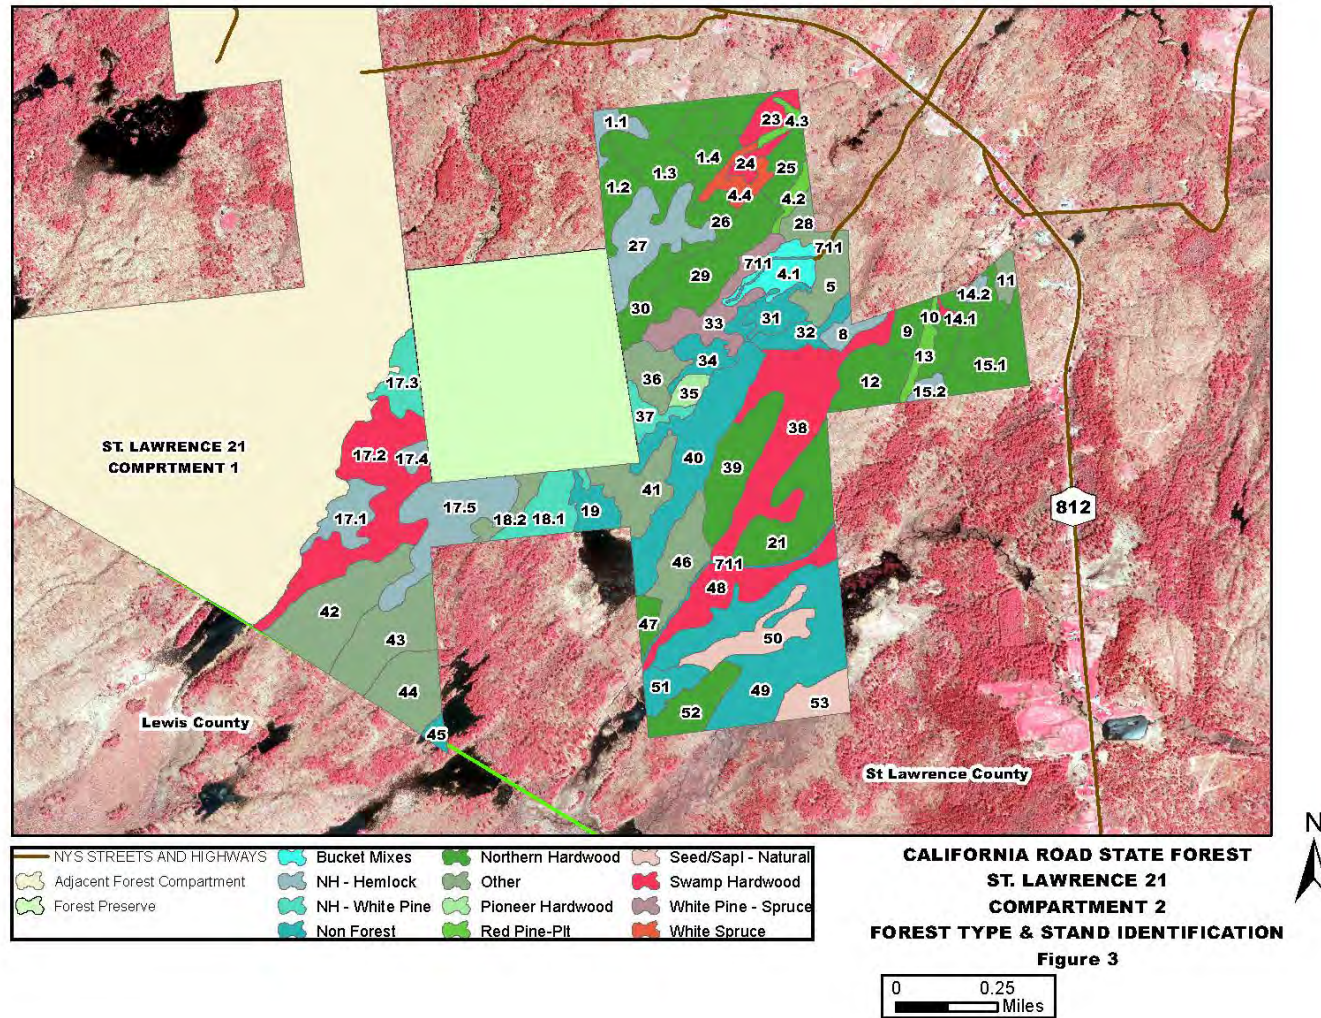 1.1
23
4.3
1.4
24
25
1.3
1.2
4.4
4.2
26
28
27
711
711
4.1
29
5
30
33
31
32
8
14.2
11
10
14.1
9
34
13
15.1
36
35
12
15.2
17.3
37
38
ST. LAWRENCE 21
COMPRTMENT 1
17.2
17.4
40
39
41
17.1
17.5
18.2
18.1
19
812
21
46
711
48
42
47
43
50
51
49
44
52
53
Lewis County
45
St Lawrence County
N
NYS STREETS AND HIGHWAYS
Adjacent Forest Compartment
Forest Preserve
Bucket Mixes
NH - Hemlock
NH - White Pine
Non Forest
Northern Hardwood
Other
Pioneer Hardwood
Red Pine-Plt
Seed/Sapl - Natural
Swamp Hardwood
White Pine - Spruce
White Spruce
CALIFORNIA ROAD STATE FOREST
ST. LAWRENCE 21
COMPARTMENT 2
FOREST TYPE & STAND IDENTIFICATION
Figure 3
0 0.25
Miles